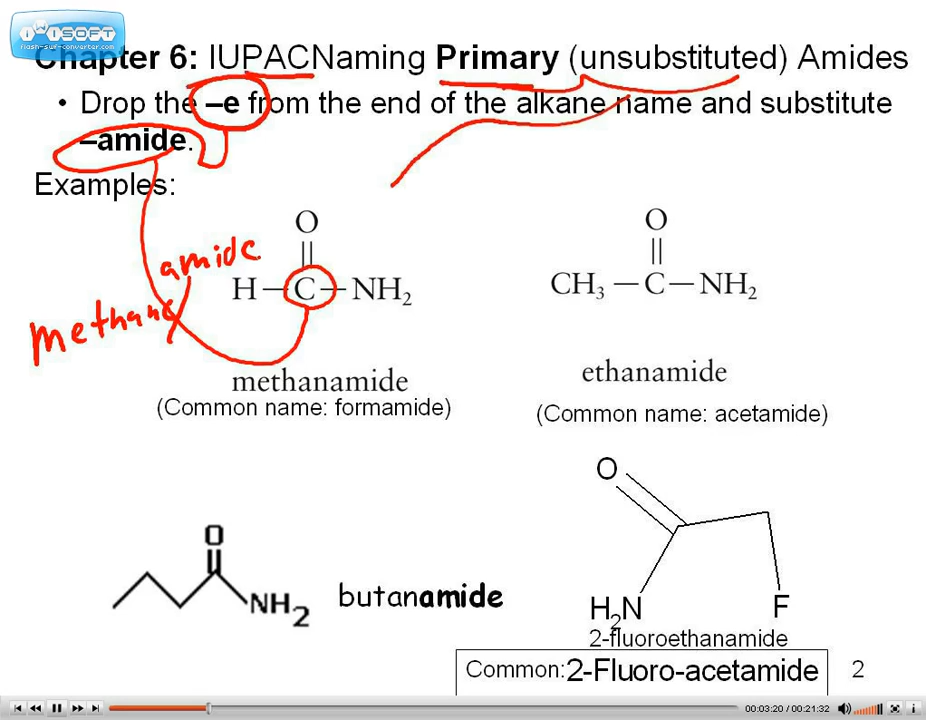 iWiSOFT
flash-swf-converter.com
Chapter 6: IUPACNaming Primary (unsubstituted) Amides
• Drop the –e from the end of the alkane name and substitute
–amide.
Examples:
O
H — C — NH₂
O
CH₃ — C — NH₂
amide
methane
methanamide
(Common name: formamide)
ethanamide
(Common name: acetamide)
O
NH₂
butanamide
O
H₂N
F
2-fluoroethanamide
Common: 2-Fluoro-acetamide
2
00:03:20 / 00:21:32